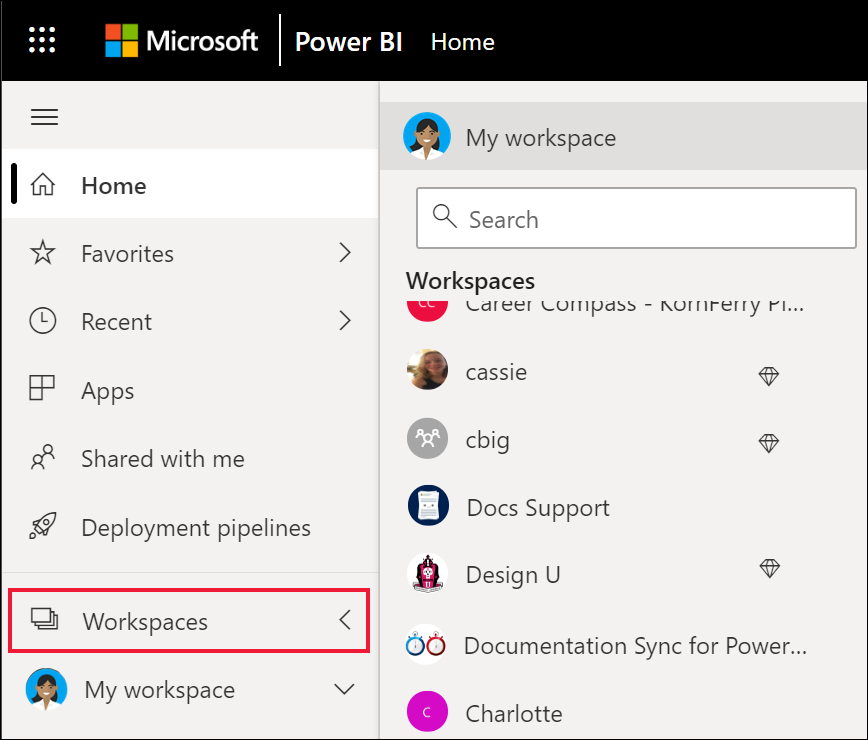 Microsoft Power BI Home
Home
Favorites
Recent
Apps
Shared with me
Deployment pipelines
Workspaces
My workspace
My workspace
Search
Workspaces
CC Career Compass - KornFerry Pi...
cassie
cbig
Docs Support
Design U
Documentation Sync for Power...
C Charlotte